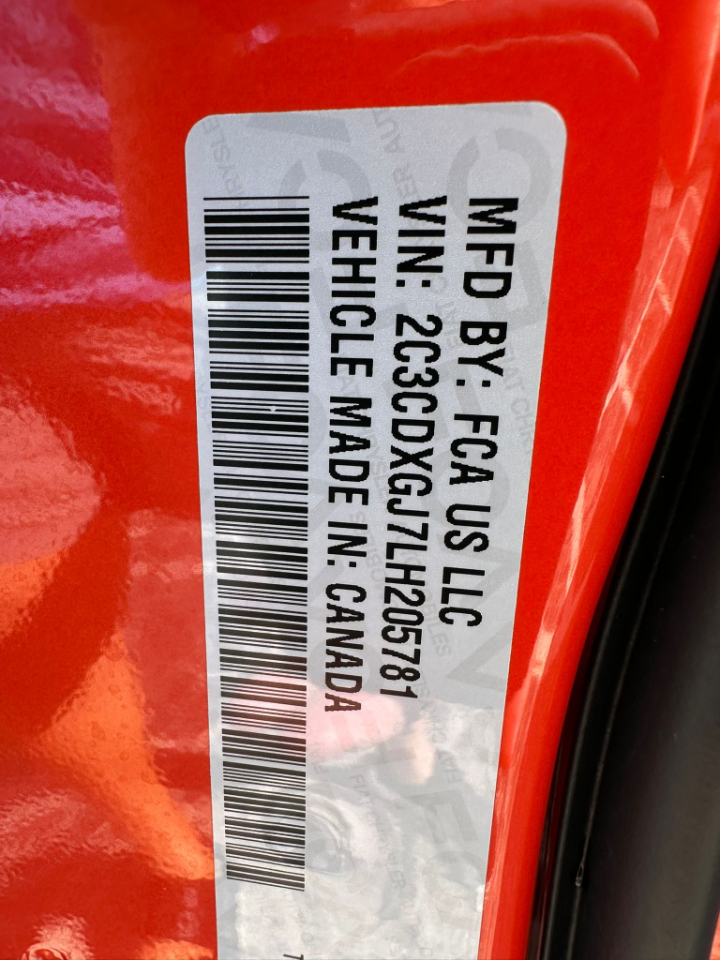 MFD BY: FCA US LLC
VIN: 2C3CDXGJ7LH205781
VEHICLE MADE IN: CANADA